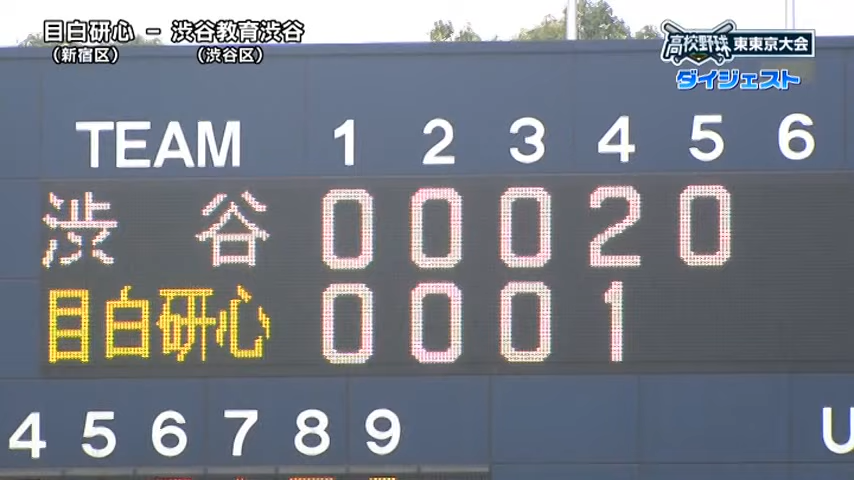 目白研心 - 渋谷教育渋谷
(新宿区) (渋谷区)
高校野球 東東京大会
ダイジェスト
TEAM 1 2 3 4 5 6
渋谷 0 0 0 2 0
目白研心 0 0 0 1
4 5 6 7 8 9
U